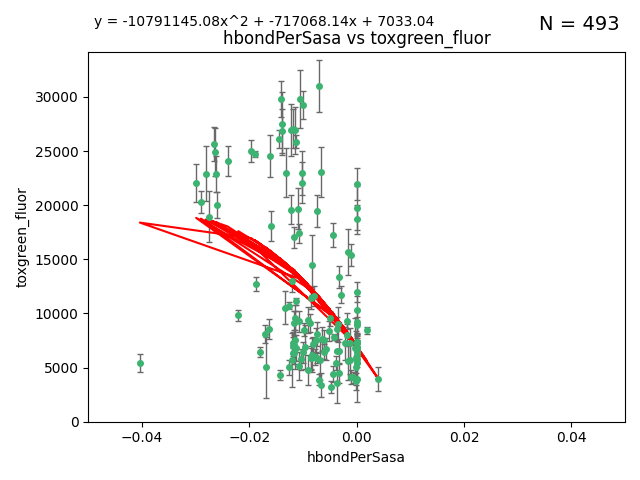 y = -10791145.08x^2 + -717068.14x + 7033.04
N = 493
hbondPerSasa vs toxgreen_fluor
30000
25000
20000
15000
10000
5000
0
toxgreen_fluor
−0.04
−0.02
0.00
0.02
0.04
hbondPerSasa